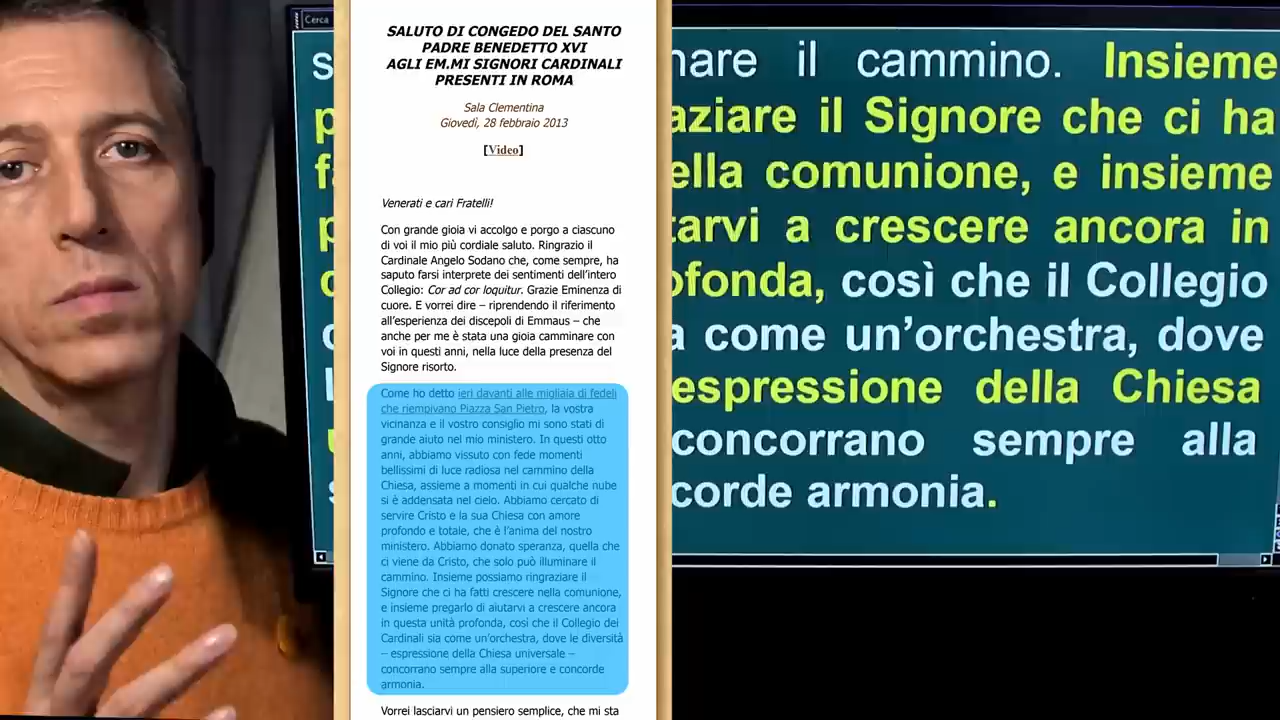 Cerca
SALUTO DI CONGEDO DEL SANTO
PADRE BENEDETTO XVI
AGLI EM.MI SIGNORI CARDINALI
PRESENTI IN ROMA
Sala Clementina
Giovedì, 28 febbraio 2013
[Video]
Venerati e cari Fratelli!
Con grande gioia vi accolgo e porgo a ciascuno
di voi il mio più cordiale saluto. Ringrazio il
Cardinale Angelo Sodano che, come sempre, ha
saputo farsi interprete dei sentimenti dell'intero
Collegio: Cor ad cor loquitur. Grazie Eminenza di
cuore. E vorrei dire – riprendendo il riferimento
all'esperienza dei discepoli di Emmaus – che
anche per me è stata una gioia camminare con
voi in questi anni, nella luce della presenza del
Signore risorto.
Come ho detto ieri davanti alle migliaia di fedeli
che riempivano Piazza San Pietro, la vostra
vicinanza e il vostro consiglio mi sono stati di
grande aiuto nel mio ministero. In questi otto
anni, abbiamo vissuto con fede momenti
bellissimi di luce radiosa nel cammino della
Chiesa, assieme a momenti in cui qualche nube
si è addensata nel cielo. Abbiamo cercato di
servire Cristo e la sua Chiesa con amore
profondo e totale, che è l'anima del nostro
ministero. Abbiamo donato speranza, quella che
ci viene da Cristo, che solo può illuminare il
cammino. Insieme possiamo ringraziare il
Signore che ci ha fatti crescere nella comunione,
e insieme pregarlo di aiutarvi a crescere ancora
in questa unità profonda, così che il Collegio dei
Cardinali sia come un'orchestra, dove le diversità
– espressione della Chiesa universale –
concorrano sempre alla superiore e concorde
armonia.
Vorrei lasciarvi un pensiero semplice, che mi sta
nare il cammino. Insieme
aziare il Signore che ci ha
ella comunione, e insieme
tarvi a crescere ancora in
ofonda, così che il Collegio
a come un'orchestra, dove
espressione della Chiesa
concorrano sempre alla
corde armonia.